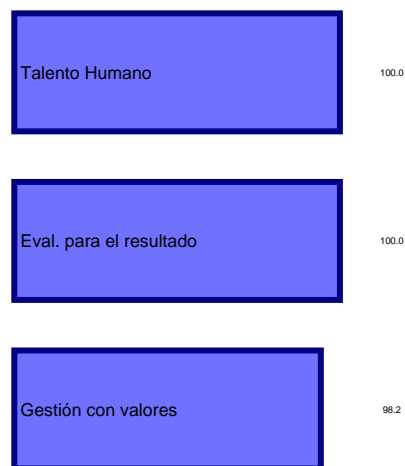 Talento Humano 100.0
Eval. para el resultado 100.0
Gestión con valores 98.2